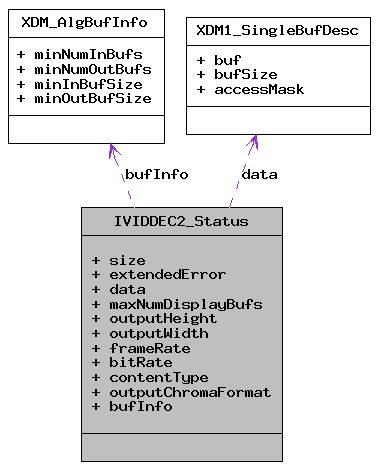 XDM_AlgBufInfo
+ minNumInBufs
+ minNumOutBufs
+ minInBufSize
+ minOutBufSize
XDM1_SingleBufDesc
+ buf
+ bufSize
+ accessMask
bufInfo
data
IVIDDEC2_Status
+ size
+ extendedError
+ data
+ maxNumDisplayBufs
+ outputHeight
+ outputWidth
+ frameRate
+ bitRate
+ contentType
+ outputChromaFormat
+ bufInfo